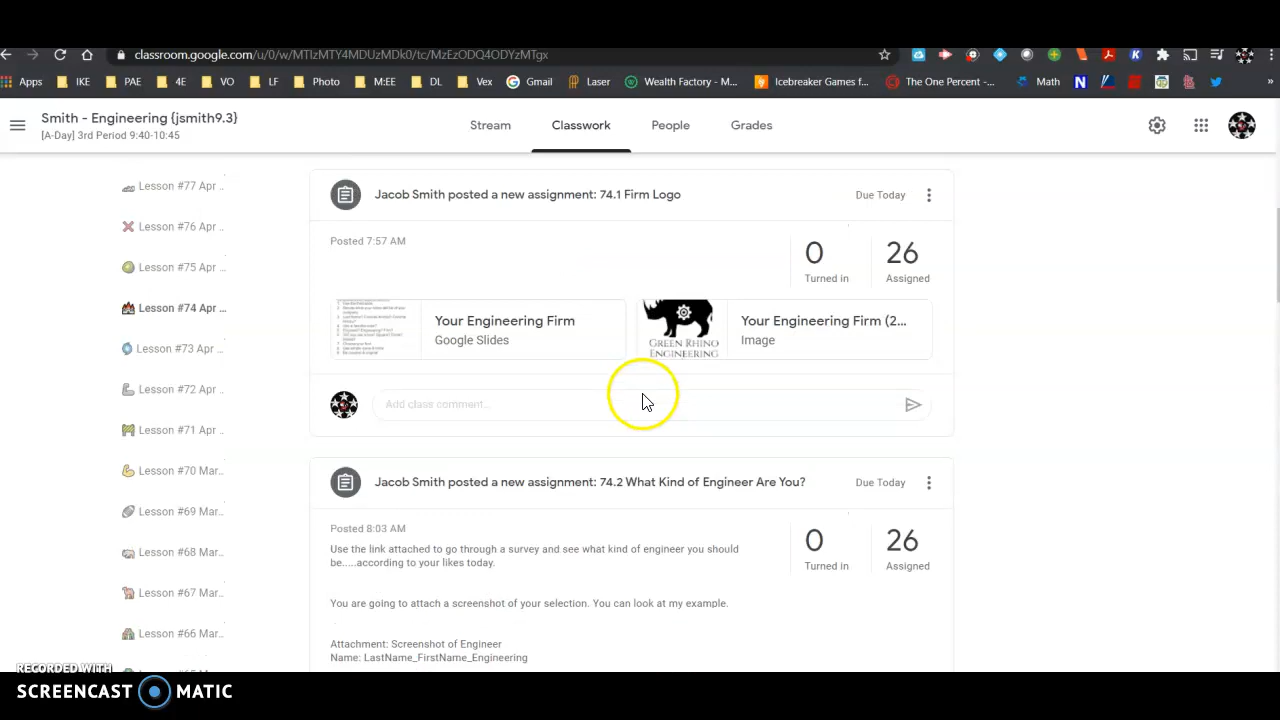 classroom.google.com/u/0/w/MTIzMTY4MDUzMDk0/tc/MzEzODQ4ODYzMTgx
Apps IKE PAE 4E VO LF Photo M:EE DL Vex Gmail Laser Wealth Factory - M... Icebreaker Games f... The One Percent -... Math N »
Smith - Engineering {jsmith9.3}
[A-Day] 3rd Period 9:40-10:45
Stream Classwork People Grades
Lesson #77 Apr ..
Lesson #76 Apr ..
Lesson #75 Apr ..
Lesson #74 Apr ..
Lesson #73 Apr ..
Lesson #72 Apr ..
Lesson #71 Apr ..
Lesson #70 Mar..
Lesson #69 Mar..
Lesson #68 Mar..
Lesson #67 Mar..
Lesson #66 Mar..
Jacob Smith posted a new assignment: 74.1 Firm Logo Due Today
Posted 7:57 AM
0 26
Turned in Assigned
Your Engineering Firm
Google Slides
GREEN RHINO
ENGINEERING
Your Engineering Firm (2...
Image
Add class comment...
Jacob Smith posted a new assignment: 74.2 What Kind of Engineer Are You? Due Today
Posted 8:03 AM
0 26
Turned in Assigned
Use the link attached to go through a survey and see what kind of engineer you should
be.....according to your likes today.
You are going to attach a screenshot of your selection. You can look at my example.
Attachment: Screenshot of Engineer
Name: LastName_FirstName_Engineering
RECORDED WITH
SCREENCAST MATIC